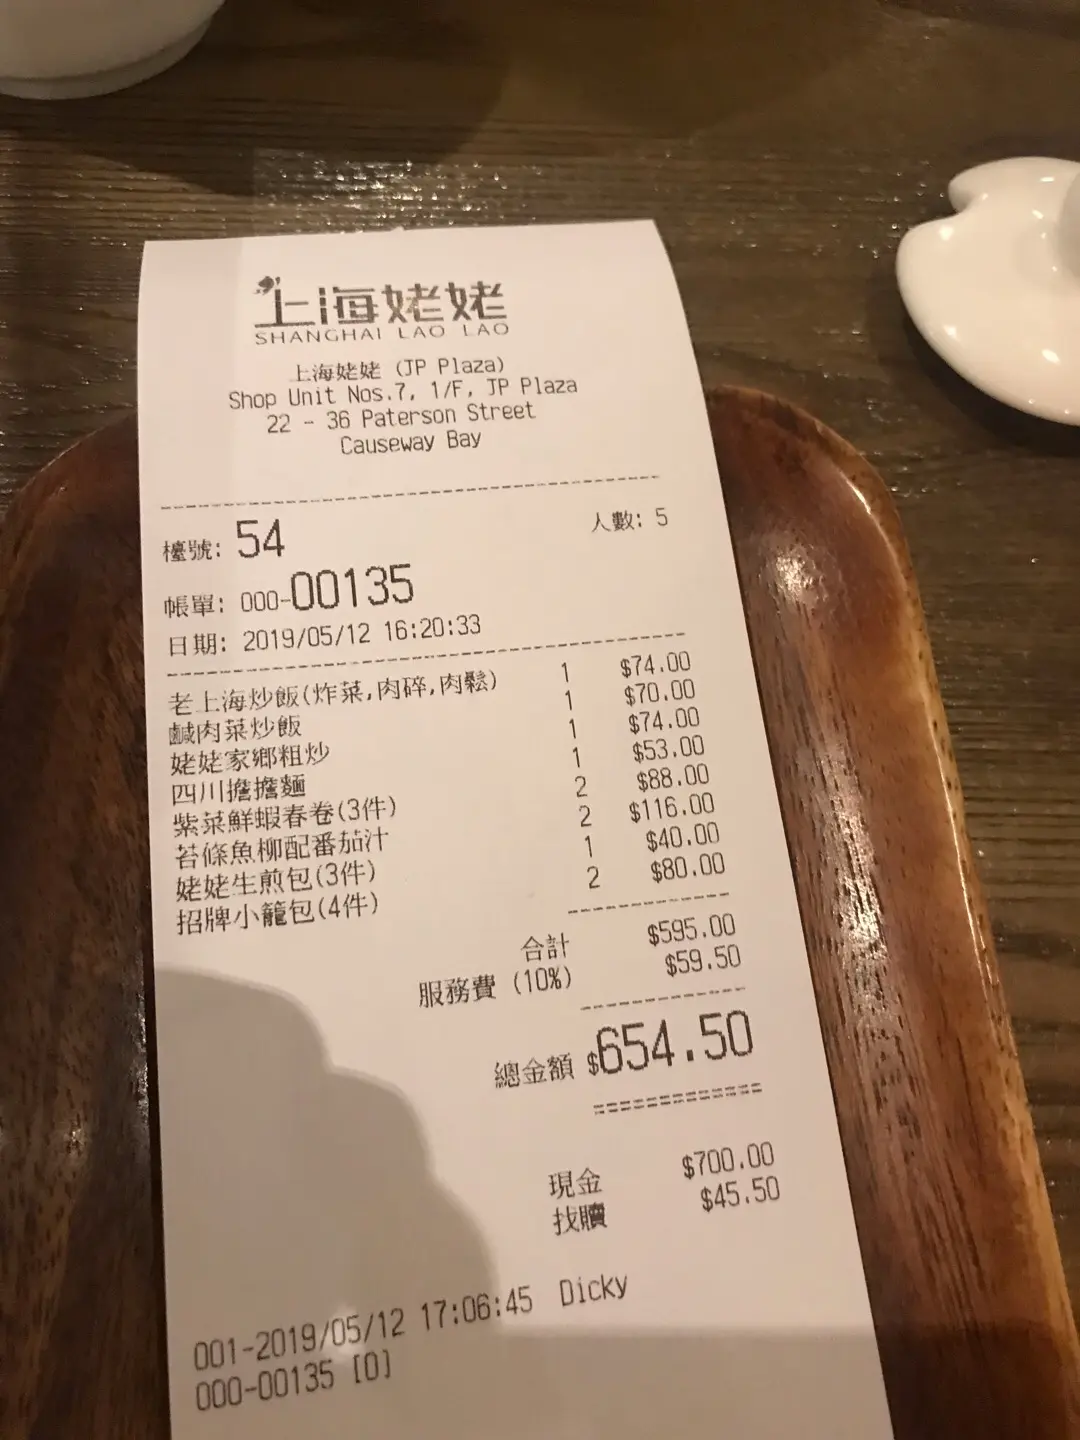 上海姥姥
SHANGHAI LAO LAO
上海姥姥 (JP Plaza)
Shop Unit Nos.7, 1/F, JP Plaza
22 - 36 Paterson Street
Causeway Bay
檯號: 54 人數: 5
帳單: 000-00135
日期: 2019/05/12 16:20:33
老上海炒飯(炸菜,肉碎,肉鬆) 1 $74.00
鹹肉菜炒飯 1 $70.00
姥姥家鄉粗炒 1 $74.00
四川擔擔麵 1 $53.00
紫菜鮮蝦春卷(3件) 2 $88.00
苔條魚柳配番茄汁 2 $116.00
姥姥生煎包(3件) 1 $40.00
招牌小籠包(4件) 2 $80.00
合計 $595.00
服務費 (10%) $59.50
總金額 $654.50
現金 $700.00
找贖 $45.50
001-2019/05/12 17:06:45 Dicky
000-00135 [0]